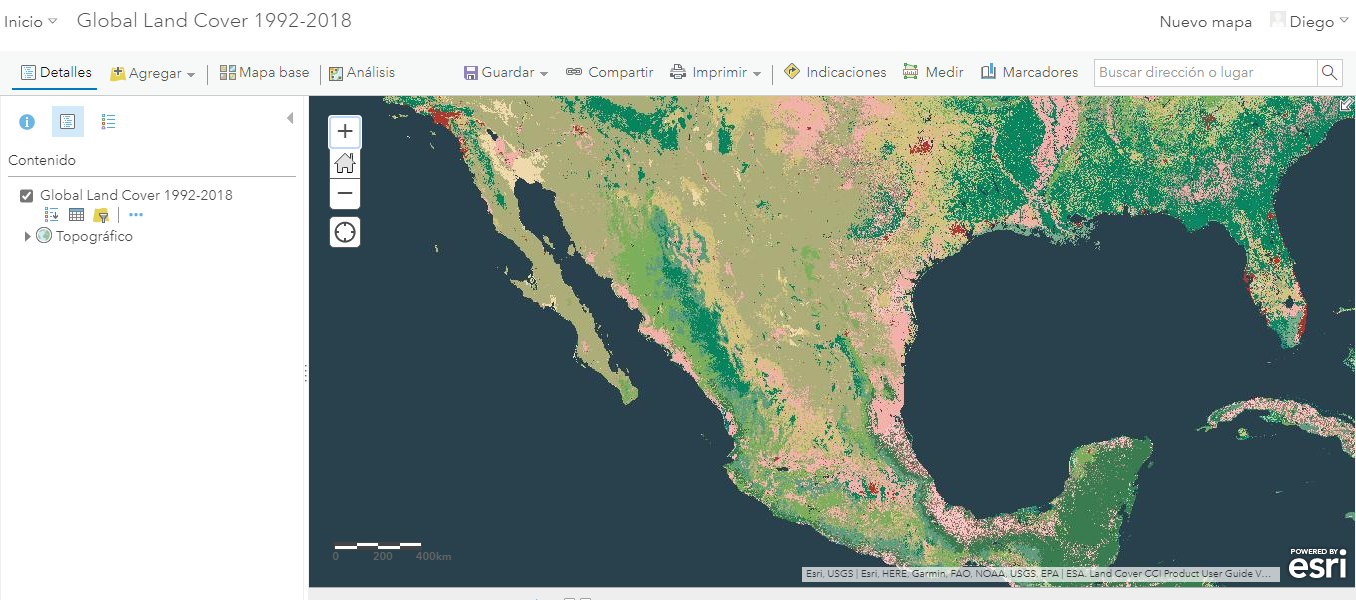 Inicio Global Land Cover 1992-2018 Nuevo mapa Diego
Detalles Agregar Mapa base Análisis Guardar Compartir Imprimir Indicaciones Medir Marcadores Buscar dirección o lugar
Contenido
Global Land Cover 1992-2018
Topográfico
0 200 400km
POWERED BY
esri
Esri, USGS | Esri, HERE, Garmin, FAO, NOAA, USGS, EPA | ESA. Land Cover CCI Product User Guide V...